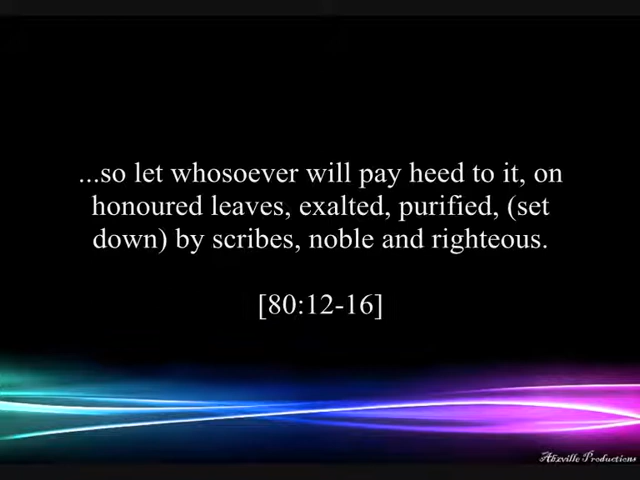 ...so let whosoever will pay heed to it, on
honoured leaves, exalted, purified, (set
down) by scribes, noble and righteous.
[80:12-16]
Alixville Productions